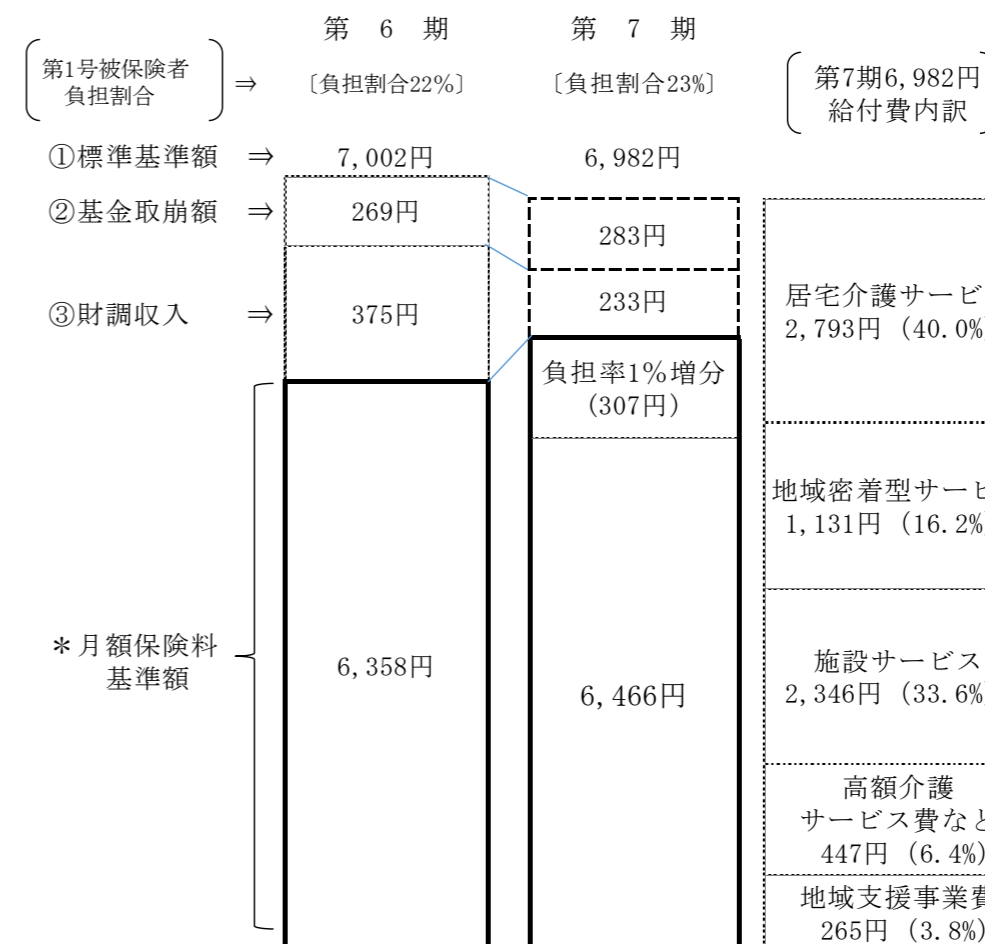 第 6 期
第 7 期
第1号被保険者
負担割合
⇒
〔負担割合22%〕
〔負担割合23%〕
第7期6,982円
給付費内訳
①標準基準額 ⇒ 7,002円 6,982円
②基金取崩額 ⇒ 269円
283円
③財調収入 ⇒ 375円
233円
負担率1%増分
(307円)
＊月額保険料
基準額
6,358円
6,466円
居宅介護サービ
2,793円 (40.0%)
地域密着型サービ
1,131円 (16.2%)
施設サービス
2,346円 (33.6%)
高額介護
サービス費など
447円 (6.4%)
地域支援事業費
265円 (3.8%)